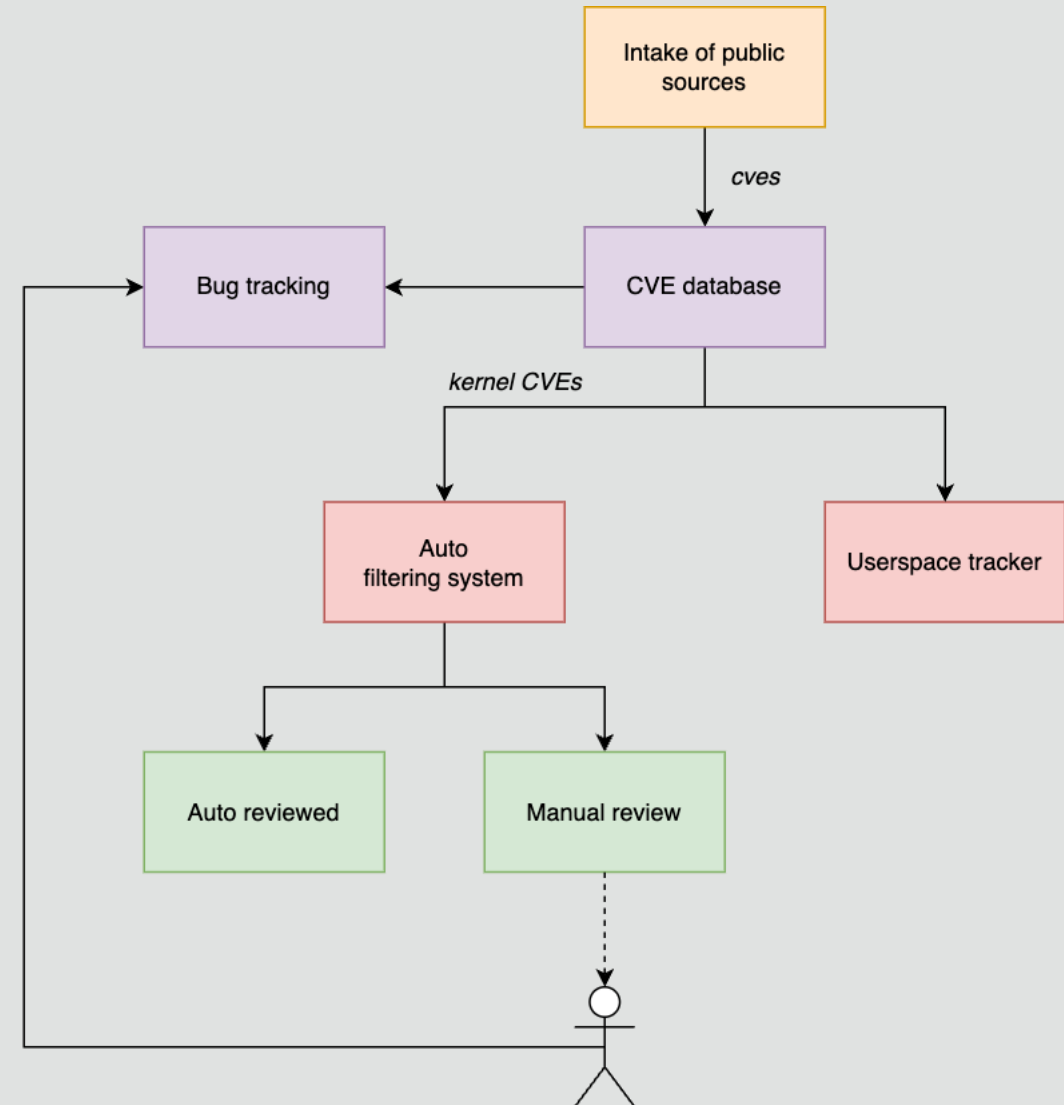 Intake of public
sources
cves
Bug tracking
CVE database
kernel CVEs
Auto
filtering system
Userspace tracker
Auto reviewed
Manual review